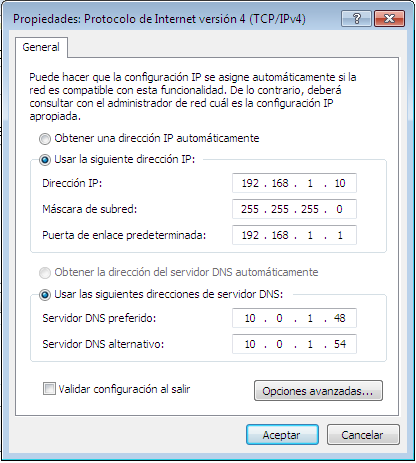 Propiedades: Protocolo de Internet versión 4 (TCP/IPv4)
General
Puede hacer que la configuración IP se asigne automáticamente si la
red es compatible con esta funcionalidad. De lo contrario, deberá
consultar con el administrador de red cuál es la configuración IP
apropiada.
Obtener una dirección IP automáticamente
Usar la siguiente dirección IP:
Dirección IP: 192 . 168 . 1 . 10
Máscara de subred: 255 . 255 . 255 . 0
Puerta de enlace predeterminada: 192 . 168 . 1 . 1
Obtener la dirección del servidor DNS automáticamente
Usar las siguientes direcciones de servidor DNS:
Servidor DNS preferido: 10 . 0 . 1 . 48
Servidor DNS alternativo: 10 . 0 . 1 . 54
Validar configuración al salir
Opciones avanzadas...
Aceptar Cancelar